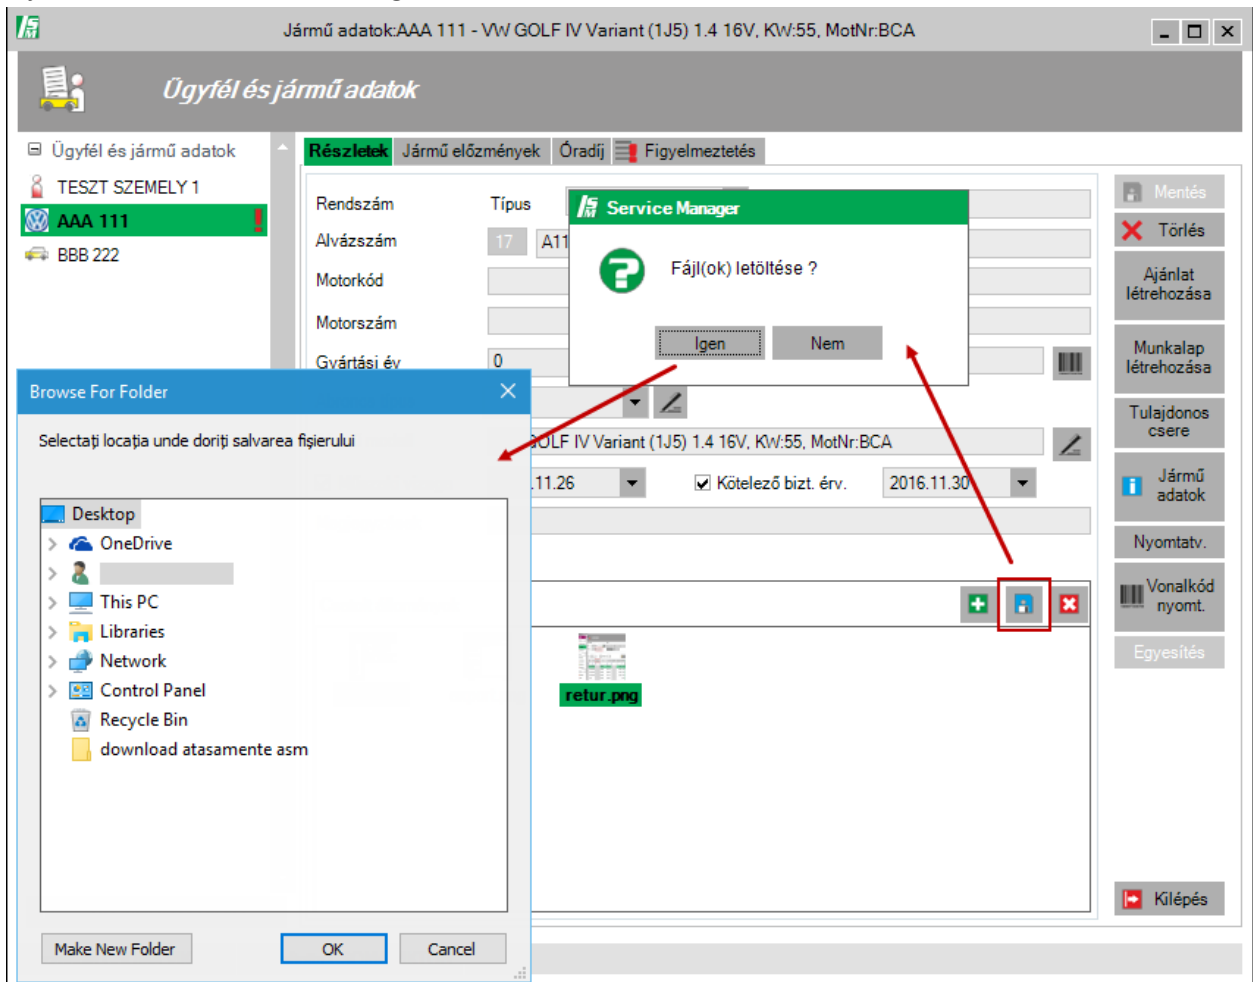 Jármű adatok:AAA 111 - VW GOLF IV Variant (1J5) 1.4 16V, KW:55, MotNr:BCA
Ügyfél és jármű adatok
Ügyfél és jármű adatok
TESZT SZEMELY 1
AAA 111
BBB 222
Részletek Jármű előzmények Óradíj Figyelmeztetés
Rendszám Típus
Alvázszám 17 A11
Motorkód
Motorszám
Gyártási év 0
GOLF IV Variant (1J5) 1.4 16V, KW:55, MotNr:BCA
.11.26 Kötelező bizt. érv. 2016.11.30
retur.png
Service Manager
Fájl(ok) letöltése ?
Igen Nem
Browse For Folder
Selectați locația unde doriți salvarea fișierului
Desktop
OneDrive
This PC
Libraries
Network
Control Panel
Recycle Bin
download atasamente asm
Make New Folder OK Cancel
Mentés
Törlés
Ajánlat
létrehozása
Munkalap
létrehozása
Tulajdonos
csere
Jármű
adatok
Nyomtatv.
Vonalkód
nyomt.
Egyesítés
Kilépés